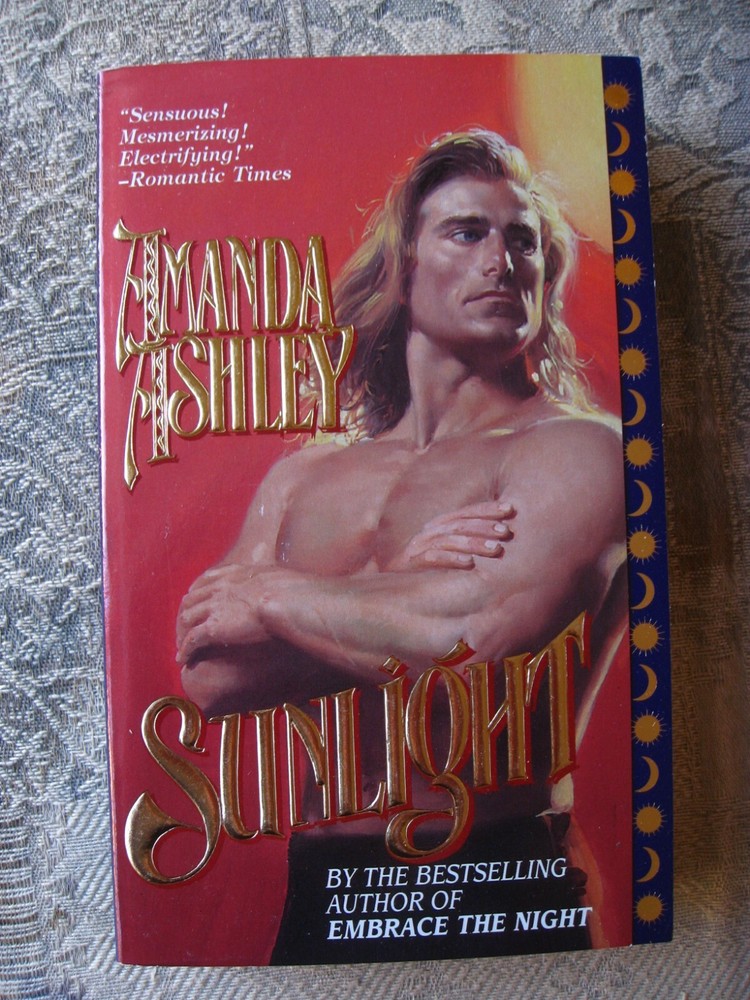 "Sensuous!
Mesmerizing!
Electrifying!"
–Romantic Times
AMANDA
ASHLEY
SUNLIGHT
BY THE BESTSELLING
AUTHOR OF
EMBRACE THE NIGHT